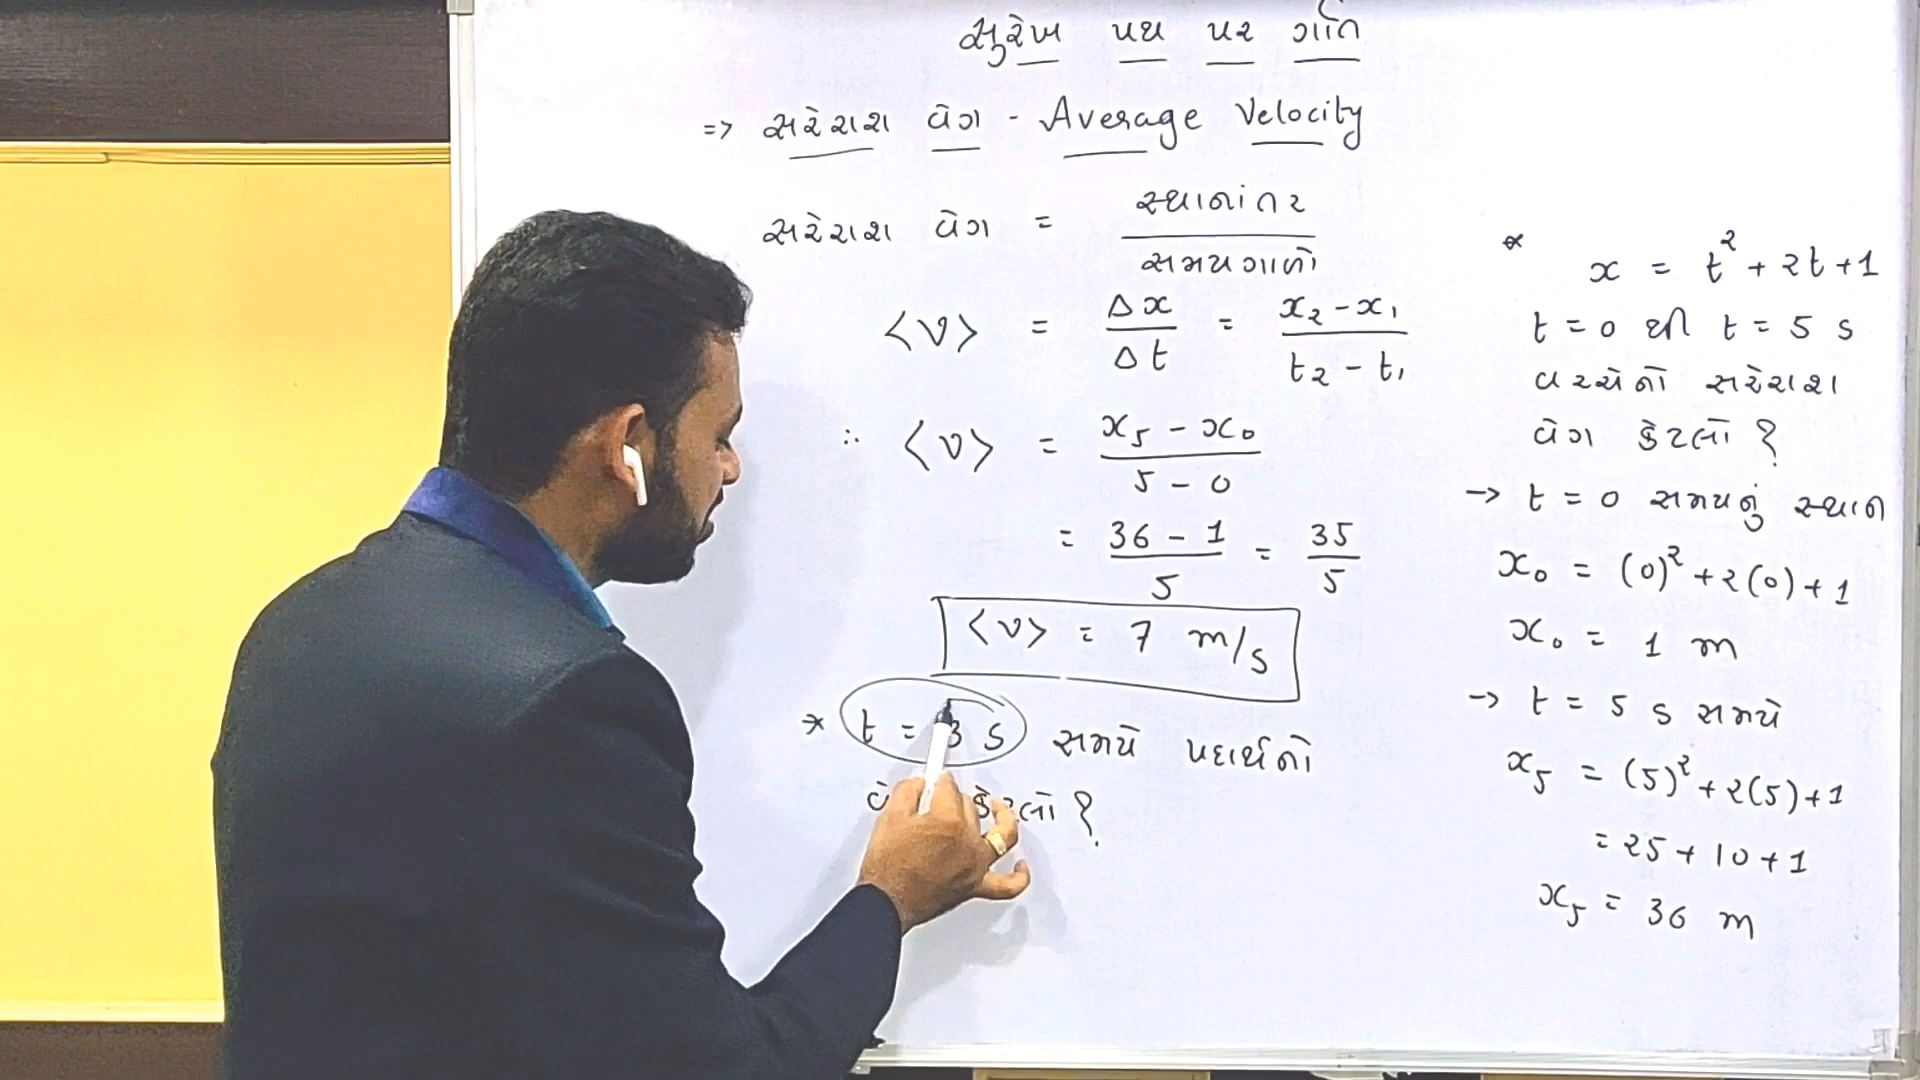 સુરેખ પથ પર ગતિ
=> સરેરાશ વેગ - Average Velocity
સરેરાશ વેગ = સ્થાનાંતર / સમયગાળો
<v> = Δx / Δt = x₂ - x₁ / t₂ - t₁
∴ <v> = x₅ - x₀ / 5 - 0
= 36 - 1 / 5 = 35 / 5
<v> = 7 m/s
* t = 3 s સમયે પદાર્થનો
કેટલો ?
* x = t² + 2t + 1
t = 0 થી t = 5 s
વચ્ચેનો સરેરાશ
વેગ કેટલો ?
→ t = 0 સમયનું સ્થાન
x₀ = (0)² + 2(0) + 1
x₀ = 1 m
→ t = 5 s સમયે
x₅ = (5)² + 2(5) + 1
= 25 + 10 + 1
x₅ = 36 m